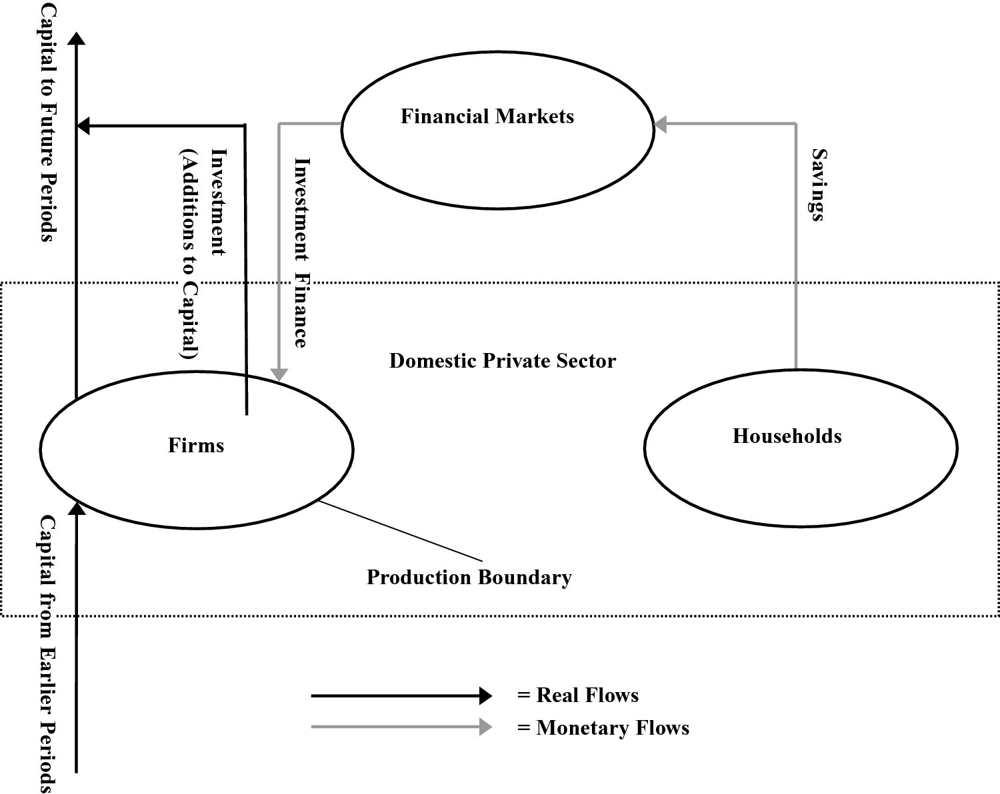 Capital to Future Periods
Financial Markets
Investment
(Additions to Capital)
Investment Finance
Savings
Domestic Private Sector
Firms
Households
Production Boundary
Capital from Earlier Periods
= Real Flows
= Monetary Flows